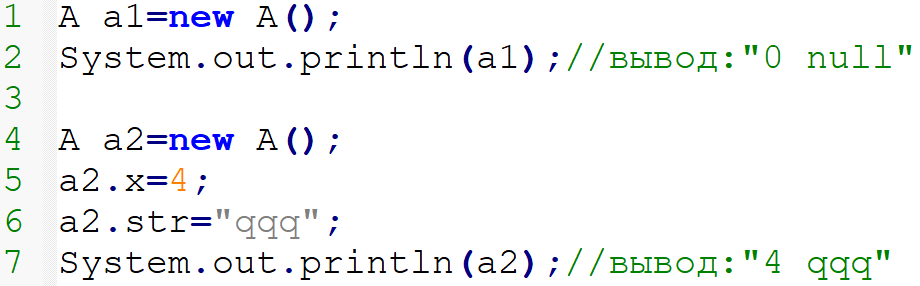 1 A a1=new A();
2 System.out.println(a1);//вывод:"0 null"
3
4 A a2=new A();
5 a2.x=4;
6 a2.str="qqq";
7 System.out.println(a2);//вывод:"4 qqq"